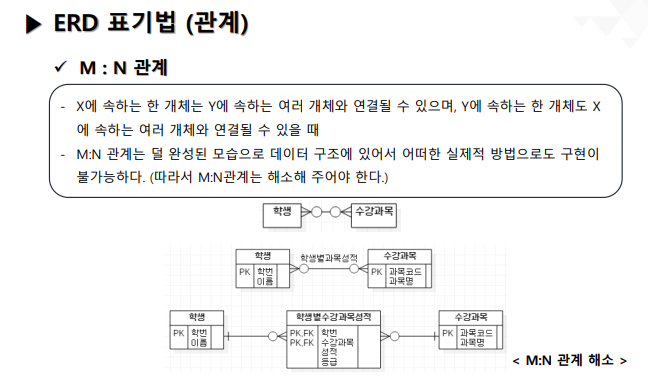 ▶ ERD 표기법 (관계)
✓ M : N 관계
- X에 속하는 한 개체는 Y에 속하는 여러 개체와 연결될 수 있으며, Y에 속하는 한 개체도 X
에 속하는 여러 개체와 연결될 수 있을 때
- M:N 관계는 덜 완성된 모습으로 데이터 구조에 있어서 어떠한 실제적 방법으로도 구현이
불가능하다. (따라서 M:N관계는 해소해 주어야 한다.)
학생 수강과목
학생 학생별과목성적 수강과목
PK 학번 PK 과목코드
이름 과목명
학생 학생별수강과목성적 수강과목
PK 학번 PK,FK 학번 PK 과목코드
이름 PK,FK 수강과목 과목명
성적
등급
< M:N 관계 해소 >